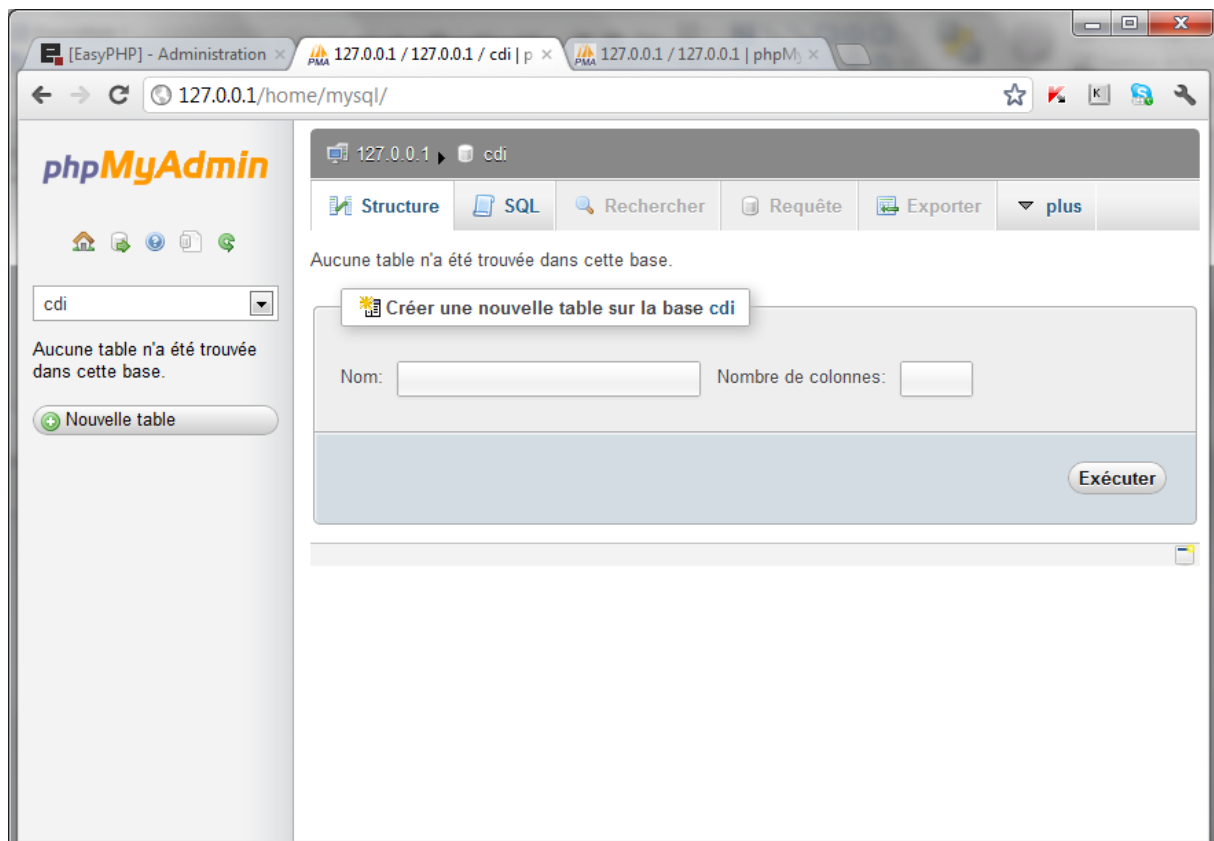 [EasyPHP] - Administration
127.0.0.1 / 127.0.0.1 / cdi | p
127.0.0.1 / 127.0.0.1 | phpMy
127.0.0.1/home/mysql/
K
phpMyAdmin
cdi
Aucune table n'a été trouvée
dans cette base.
Nouvelle table
127.0.0.1 cdi
Structure SQL Rechercher Requête Exporter plus
Aucune table n'a été trouvée dans cette base.
Créer une nouvelle table sur la base cdi
Nom: Nombre de colonnes:
Exécuter